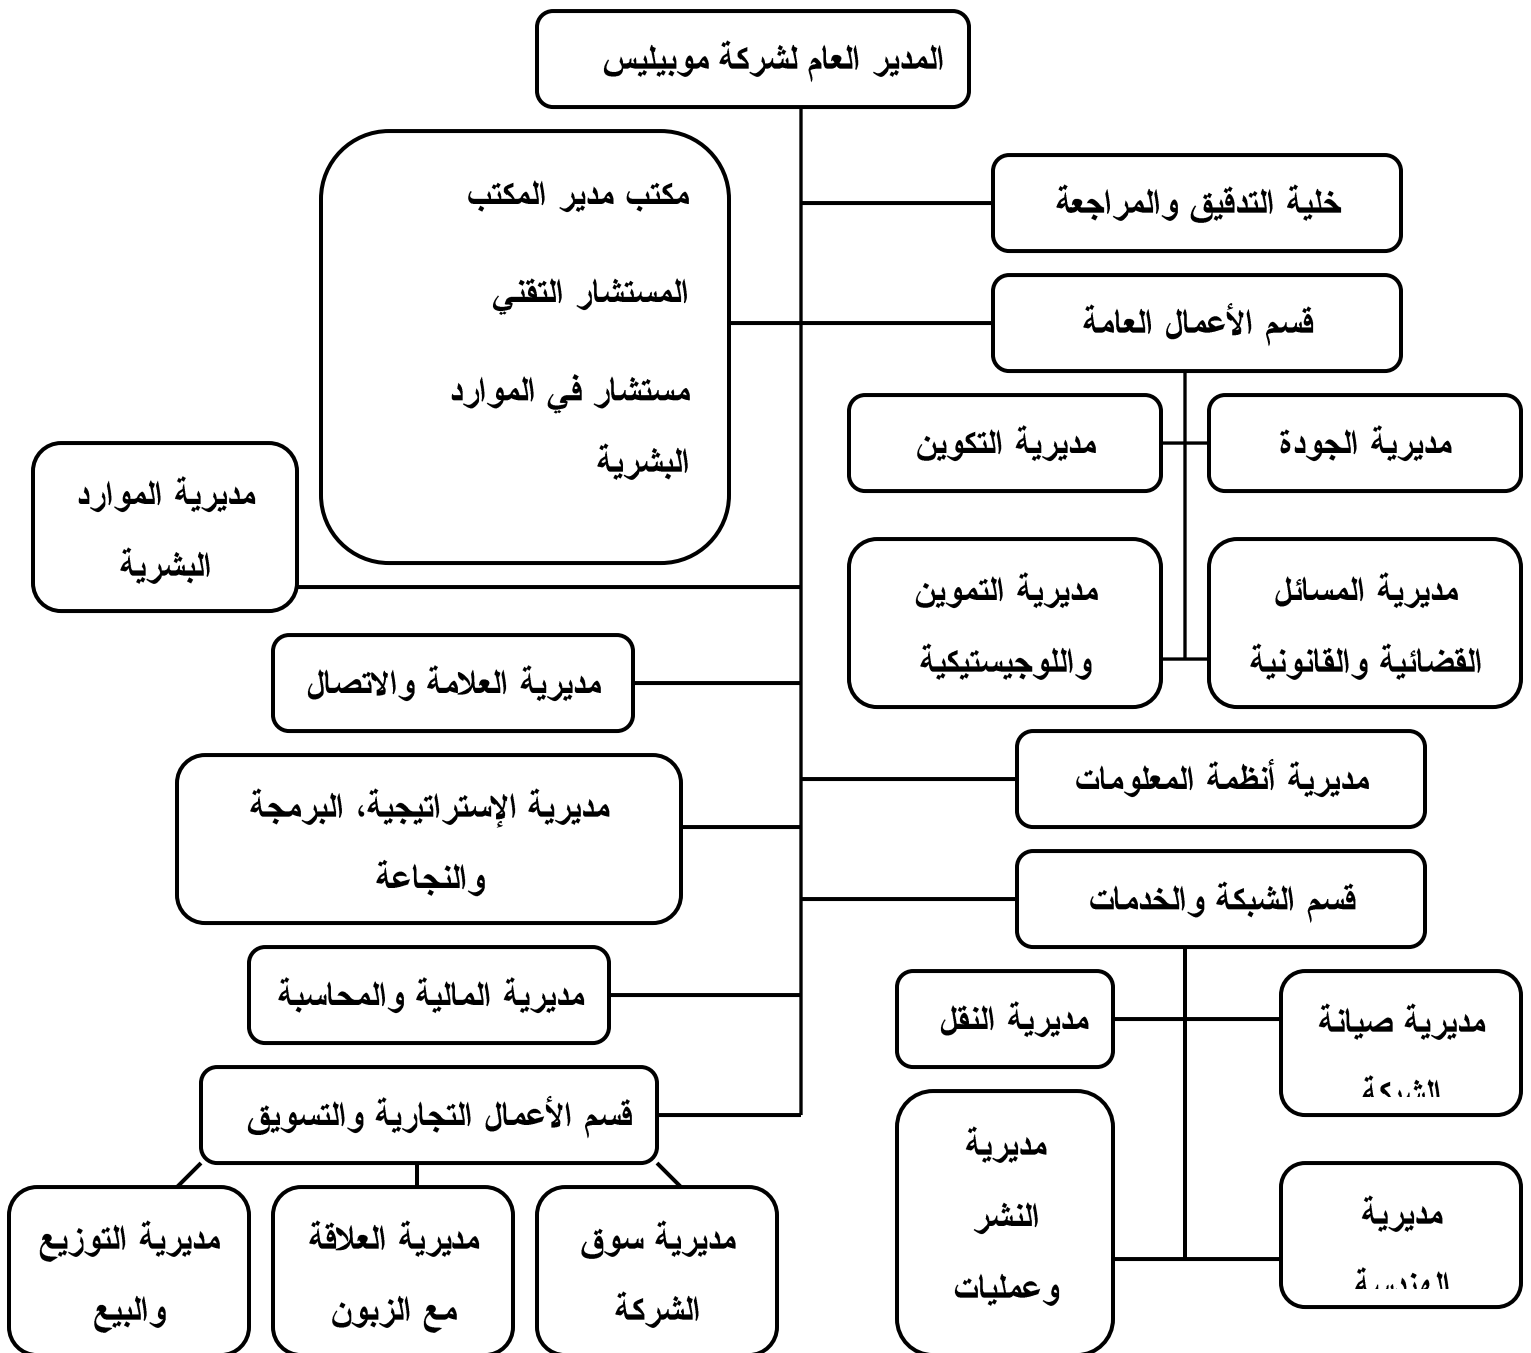 المدير العام لشركة موبيليس
مكتب مدير المكتب
المستشار التقني
مستشار في الموارد
البشرية
خلية التدقيق والمراجعة
قسم الأعمال العامة
مديرية الجودة
مديرية التكوين
مديرية المسائل
القضائية والقانونية
مديرية التموين
واللوجيستيكية
مديرية الموارد
البشرية
مديرية العلامة والاتصال
مديرية أنظمة المعلومات
مديرية الإستراتيجية، البرمجة
والنجاعة
قسم الشبكة والخدمات
مديرية صيانة
الشبكة
مديرية النقل
مديرية
الهندسية
مديرية
النشر
وعمليات
مديرية المالية والمحاسبة
قسم الأعمال التجارية والتسويق
مديرية سوق
الشركة
مديرية العلاقة
مع الزبون
مديرية التوزيع
والبيع